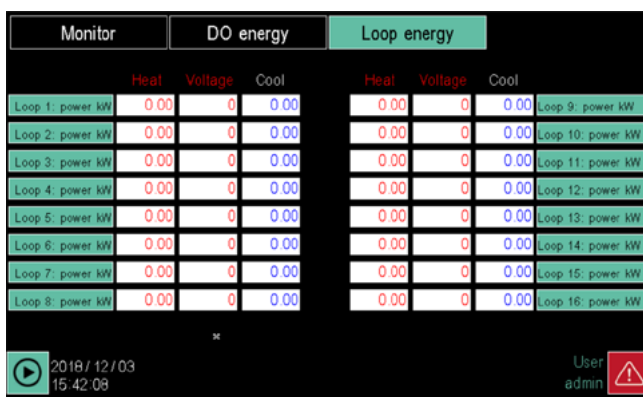 Monitor DO energy Loop energy
Heat Voltage Cool Heat Voltage Cool
Loop 1: power kW 0.00 0 0.00 0.00 0 0.00 Loop 9: power kW
Loop 2: power kW 0.00 0 0.00 0.00 0 0.00 Loop 10: power kW
Loop 3: power kW 0.00 0 0.00 0.00 0 0.00 Loop 11: power kW
Loop 4: power kW 0.00 0 0.00 0.00 0 0.00 Loop 12: power kW
Loop 5: power kW 0.00 0 0.00 0.00 0 0.00 Loop 13: power kW
Loop 6: power kW 0.00 0 0.00 0.00 0 0.00 Loop 14: power kW
Loop 7: power kW 0.00 0 0.00 0.00 0 0.00 Loop 15: power kW
Loop 8: power kW 0.00 0 0.00 0.00 0 0.00 Loop 16: power kW
2018/12/03 User
15:42:08 admin